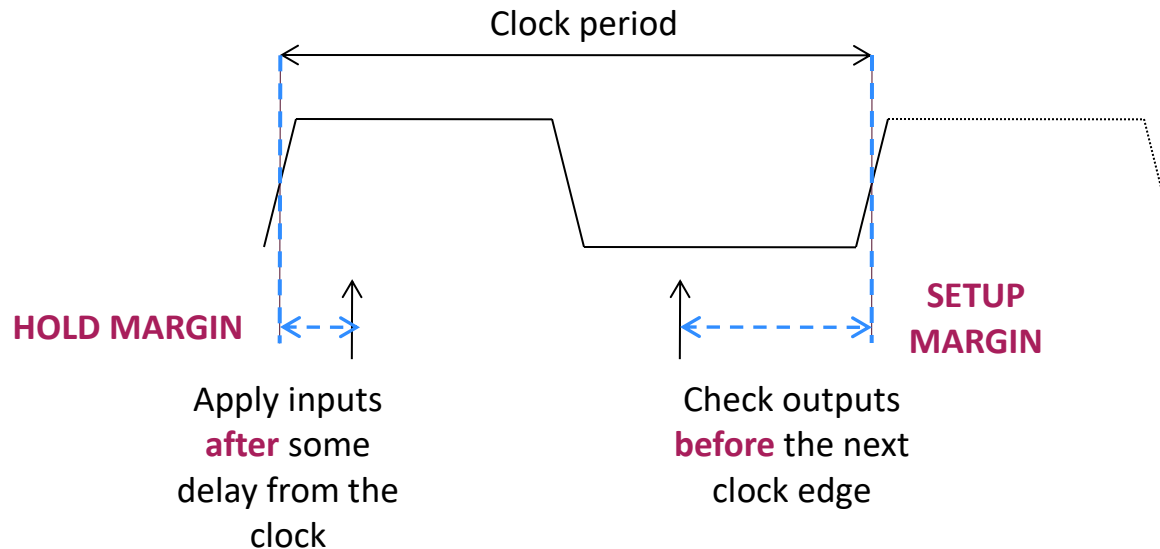 Clock period
HOLD MARGIN
SETUP
MARGIN
Apply inputs
after some
delay from the
clock
Check outputs
before the next
clock edge